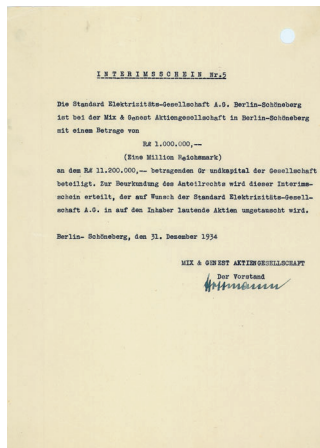 INTERIMSSCHEIN Nr.5
Die Standard Elektrizitäts-Gesellschaft A.G. Berlin-Schöneberg
ist bei der Mix & Genest Aktiengesellschaft in Berlin-Schöneberg
mit einem Betrage von
RM 1.000.000,--
(Eine Million Reichsmark)
an dem RM 11.200.000,-- betragenden Gr undkapital der Gesellschaft
beteiligt. Zur Beurkundung des Anteilrechts wird dieser Interims-
schein erteilt, der auf Wunsch der Standard Elektrizitäts-Gesell-
schaft A.G. in auf den Inhaber lautende Aktien umgetauscht wird.
Berlin- Schöneberg, den 31. Dezember 1934
MIX & GENEST AKTIENGESELLSCHAFT
Der Vorstand